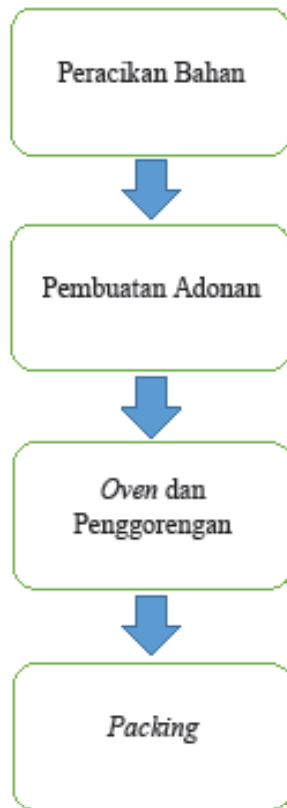 Peracikan Bahan
Pembuatan Adonan
Oven dan
Penggorengan
Packing